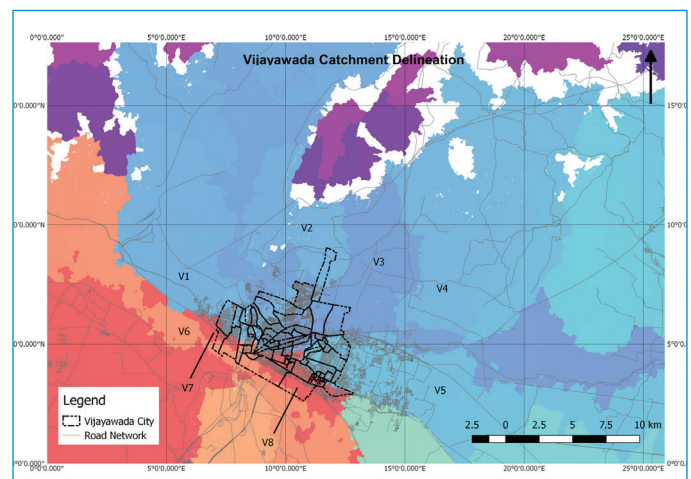 0°0'0.000" 5°0'0.000" 10°0'0.000" 15°0'0.000" 20°0'0.000" 25°0'0.000"
Vijayawada Catchment Delineation
0'0.000" 15°0'0.000"
V2
0'0.000" 10°0'0.000"
V3
V1
V4
V6
0'0.000" 5°0'0.000"
V7
V5
Legend
Vijayawada City
Road Network
V8
2.5 0 2.5 5 7.5 10 km
0'0.000" 0°0'0.000"
0°0'0.000" 5°0'0.000" 10°0'0.000" 15°0'0.000" 20°0'0.000" 25°0'0.000"